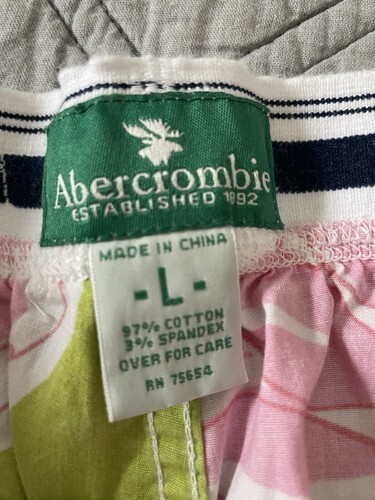 Abercrombie
ESTABLISHED 1892
MADE IN CHINA
- L -
97% COTTON
3% SPANDEX
OVER FOR CARE
RN 75654